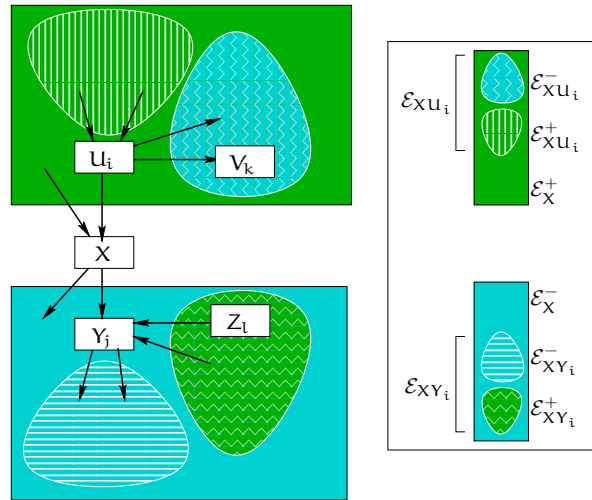 U_i
V_k
X
Y_j
Z_l
ℰ_{XU_i}
ℰ^-_{XU_i}
ℰ^+_{XU_i}
ℰ^+_X
ℰ^-_X
ℰ_{XY_i}
ℰ^-_{XY_i}
ℰ^+_{XY_i}